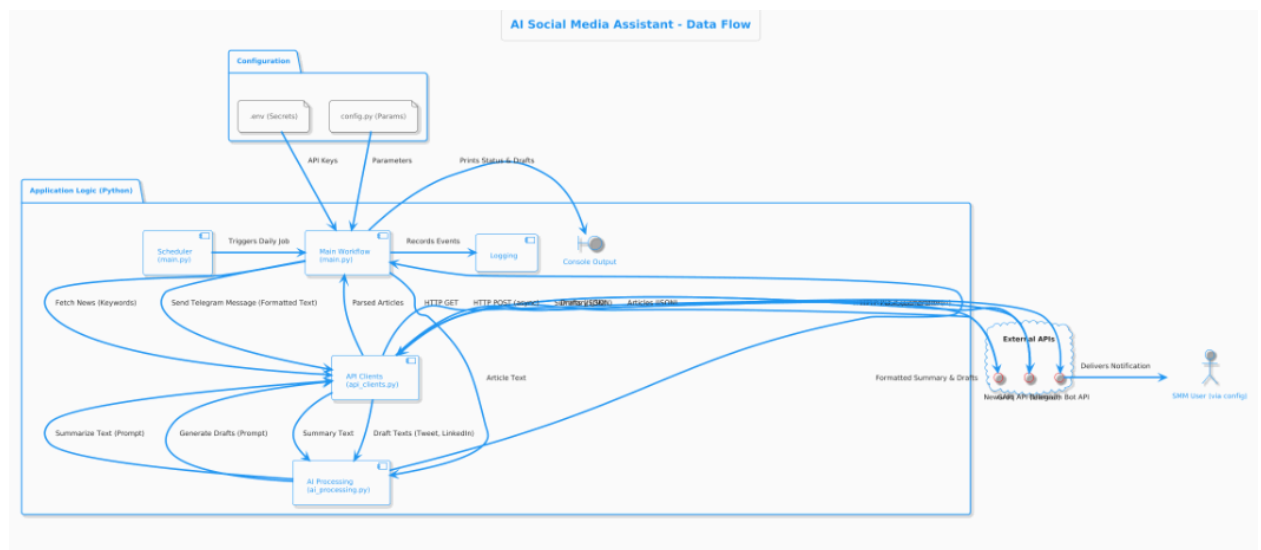 AI Social Media Assistant - Data Flow
Configuration
.env (Secrets)
config.py (Params)
API Keys
Parameters
Prints Status & Drafts
Application Logic (Python)
Scheduler
(main.py)
Triggers Daily Job
Main Workflow
(main.py)
Records Events
Logging
Console Output
Fetch News (Keywords)
Send Telegram Message (Formatted Text)
Parsed Articles
HTTP GET
HTTP POST (async)
Articles (JSON)
External APIs
API Clients
(api_clients.py)
Article Text
Formatted Summary & Drafts
Delivers Notification
Telegram Bot API
SMM User (via config)
Summarize Text (Prompt)
Generate Drafts (Prompt)
Summary Text
Draft Texts (Tweet, LinkedIn)
AI Processing
(ai_processing.py)